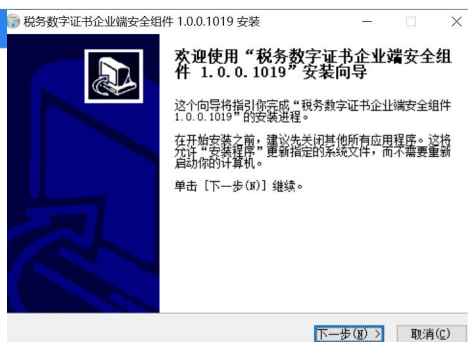 税务数字证书企业端安全组件 1.0.0.1019 安装
欢迎使用“税务数字证书企业端安全组
件 1.0.0.1019”安装向导
这个向导将指引你完成“税务数字证书企业端安全组件
1.0.0.1019”的安装进程。
在开始安装之前，建议先关闭其他所有应用程序。这将
允许“安装程序”更新指定的系统文件，而不需要重新
启动你的计算机。
单击 [下一步(N)] 继续。
下一步(N) >
取消(C)